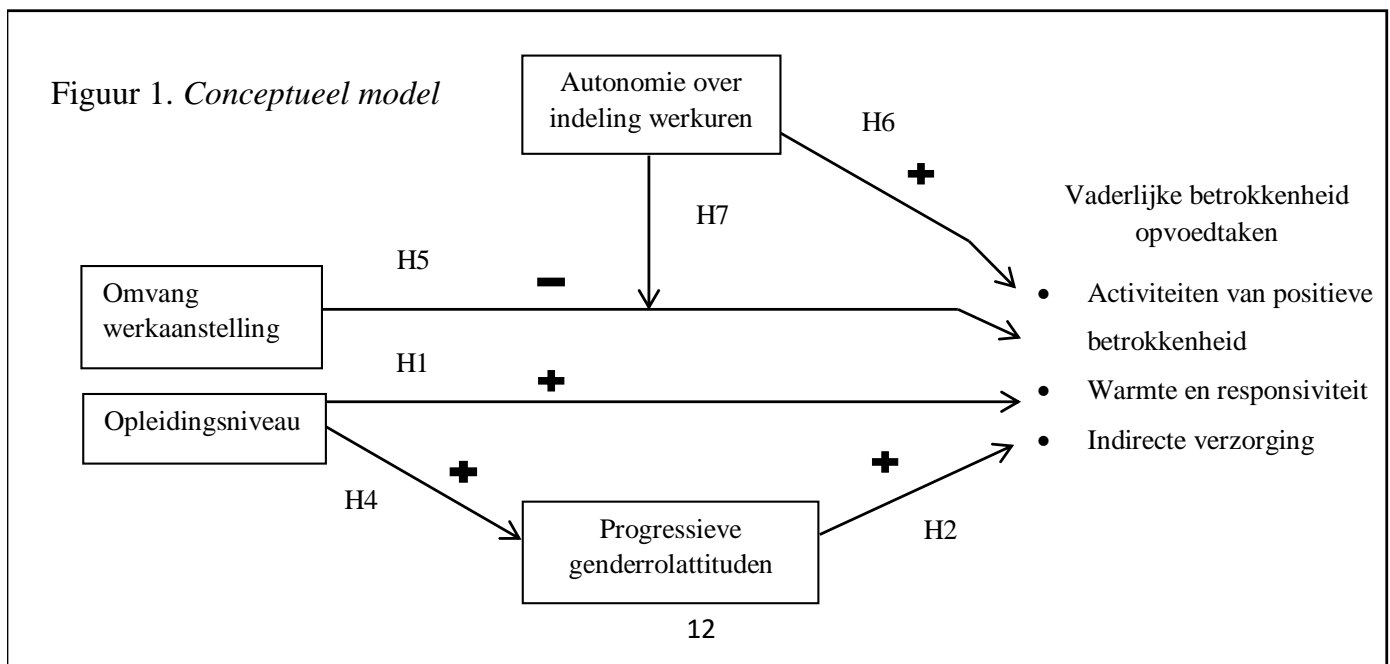 Figuur 1. Conceptueel model
Autonomie over
indeling werkuren
H6
+
H7
Vaderlijke betrokkenheid
opvoedtaken
H5
-
Omvang
werkaanstelling
• Activiteiten van positieve
betrokkenheid
H1
+
• Warmte en responsiviteit
Opleidingsniveau
• Indirecte verzorging
+
+
H4
H2
Progressieve
genderrolattituden
12